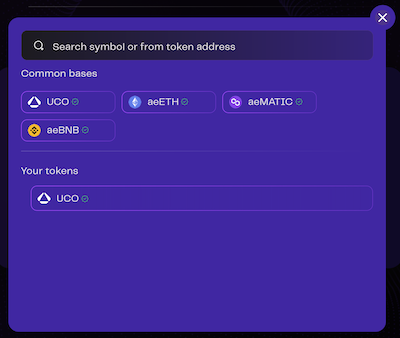 Search symbol or from token address
Common bases
UCO aeETH aeMATIC
aeBNB
Your tokens
UCO